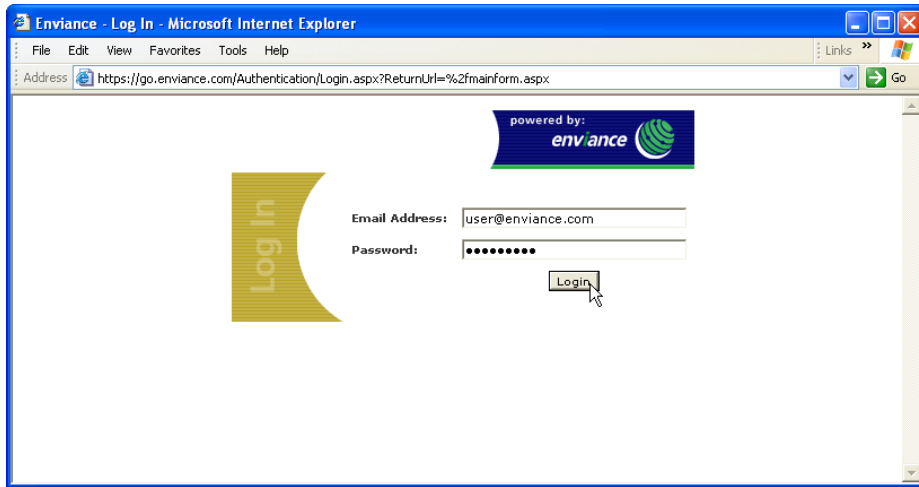 Enviance - Log In - Microsoft Internet Explorer
File Edit View Favorites Tools Help Links »
Address https://go.enviance.com/Authentication/Login.aspx?ReturnUrl=%2fmainform.aspx Go
powered by:
enviance
Log In
Email Address: user@enviance.com
Password: •••••••••
Login